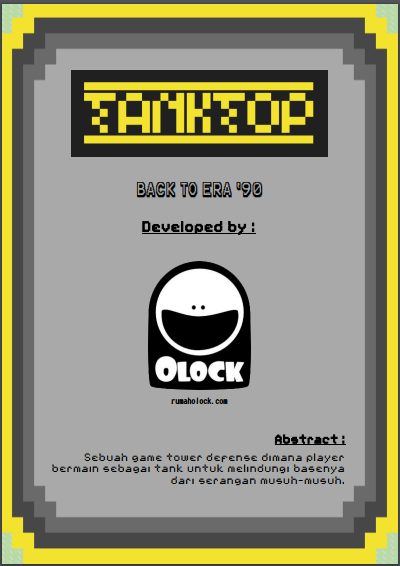 TANKTOP
BACK TO ERA '90
Developed by :
OLOCK
rumaholock.com
Abstract :
Sebuah game tower defense dimana player
bermain sebagai tank untuk melindungi basenya
dari serangan musuh-musuh.